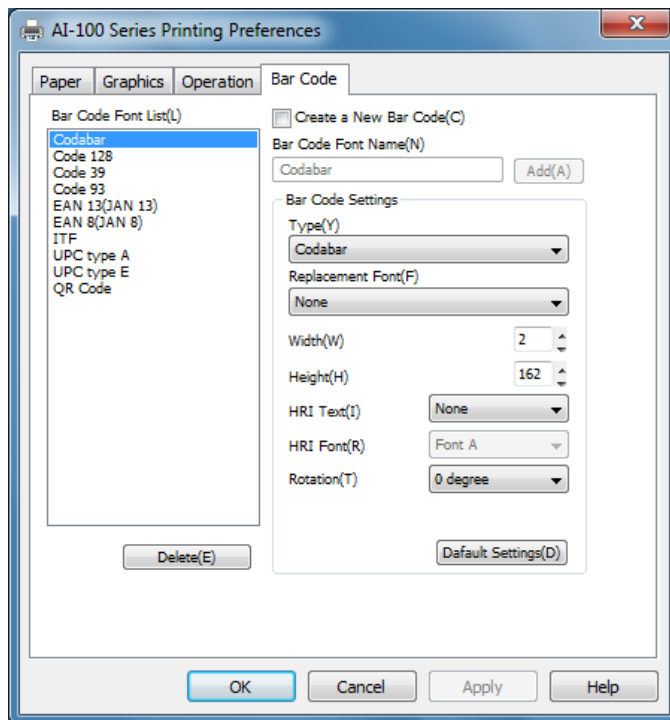 AI-100 Series Printing Preferences
X
Paper Graphics Operation Bar Code
Bar Code Font List(L)
Codabar
Code 128
Code 39
Code 93
EAN 13(JAN 13)
EAN 8(JAN 8)
ITF
UPC type A
UPC type E
QR Code
Delete(E)
Create a New Bar Code(C)
Bar Code Font Name(N)
Codabar Add(A)
Bar Code Settings
Type(Y)
Codabar
Replacement Font(F)
None
Width(W) 2
Height(H) 162
HRI Text(I) None
HRI Font(R) Font A
Rotation(T) 0 degree
Dafault Settings(D)
OK Cancel Apply Help